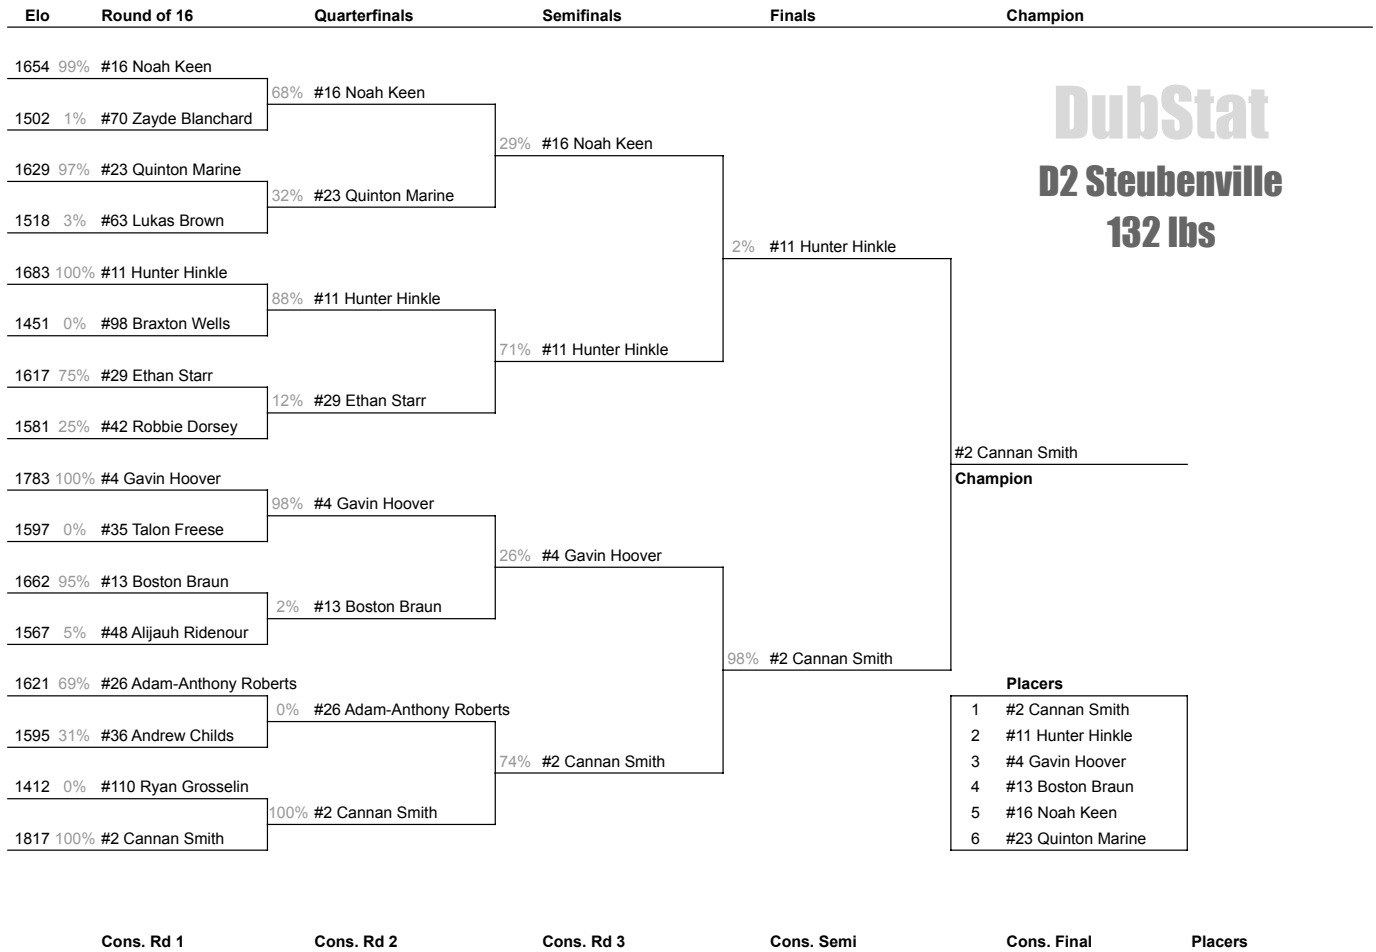 Elo Round of 16 Quarterfinals Semifinals Finals Champion
1654 99% #16 Noah Keen
68% #16 Noah Keen
1502 1% #70 Zayde Blanchard
29% #16 Noah Keen
1629 97% #23 Quinton Marine
32% #23 Quinton Marine
1518 3% #63 Lukas Brown
2% #11 Hunter Hinkle
1683 100% #11 Hunter Hinkle
88% #11 Hunter Hinkle
1451 0% #98 Braxton Wells
71% #11 Hunter Hinkle
1617 75% #29 Ethan Starr
12% #29 Ethan Starr
1581 25% #42 Robbie Dorsey
#2 Cannan Smith
Champion
1783 100% #4 Gavin Hoover
98% #4 Gavin Hoover
1597 0% #35 Talon Freese
26% #4 Gavin Hoover
1662 95% #13 Boston Braun
2% #13 Boston Braun
1567 5% #48 Alijauh Ridenour
98% #2 Cannan Smith
1621 69% #26 Adam-Anthony Roberts
0% #26 Adam-Anthony Roberts
1595 31% #36 Andrew Childs
74% #2 Cannan Smith
1412 0% #110 Ryan Grosselin
100% #2 Cannan Smith
1817 100% #2 Cannan Smith
DubStat
D2 Steubenville
132 lbs
Placers
1 #2 Cannan Smith
2 #11 Hunter Hinkle
3 #4 Gavin Hoover
4 #13 Boston Braun
5 #16 Noah Keen
6 #23 Quinton Marine
Cons. Rd 1 Cons. Rd 2 Cons. Rd 3 Cons. Semi Cons. Final Placers